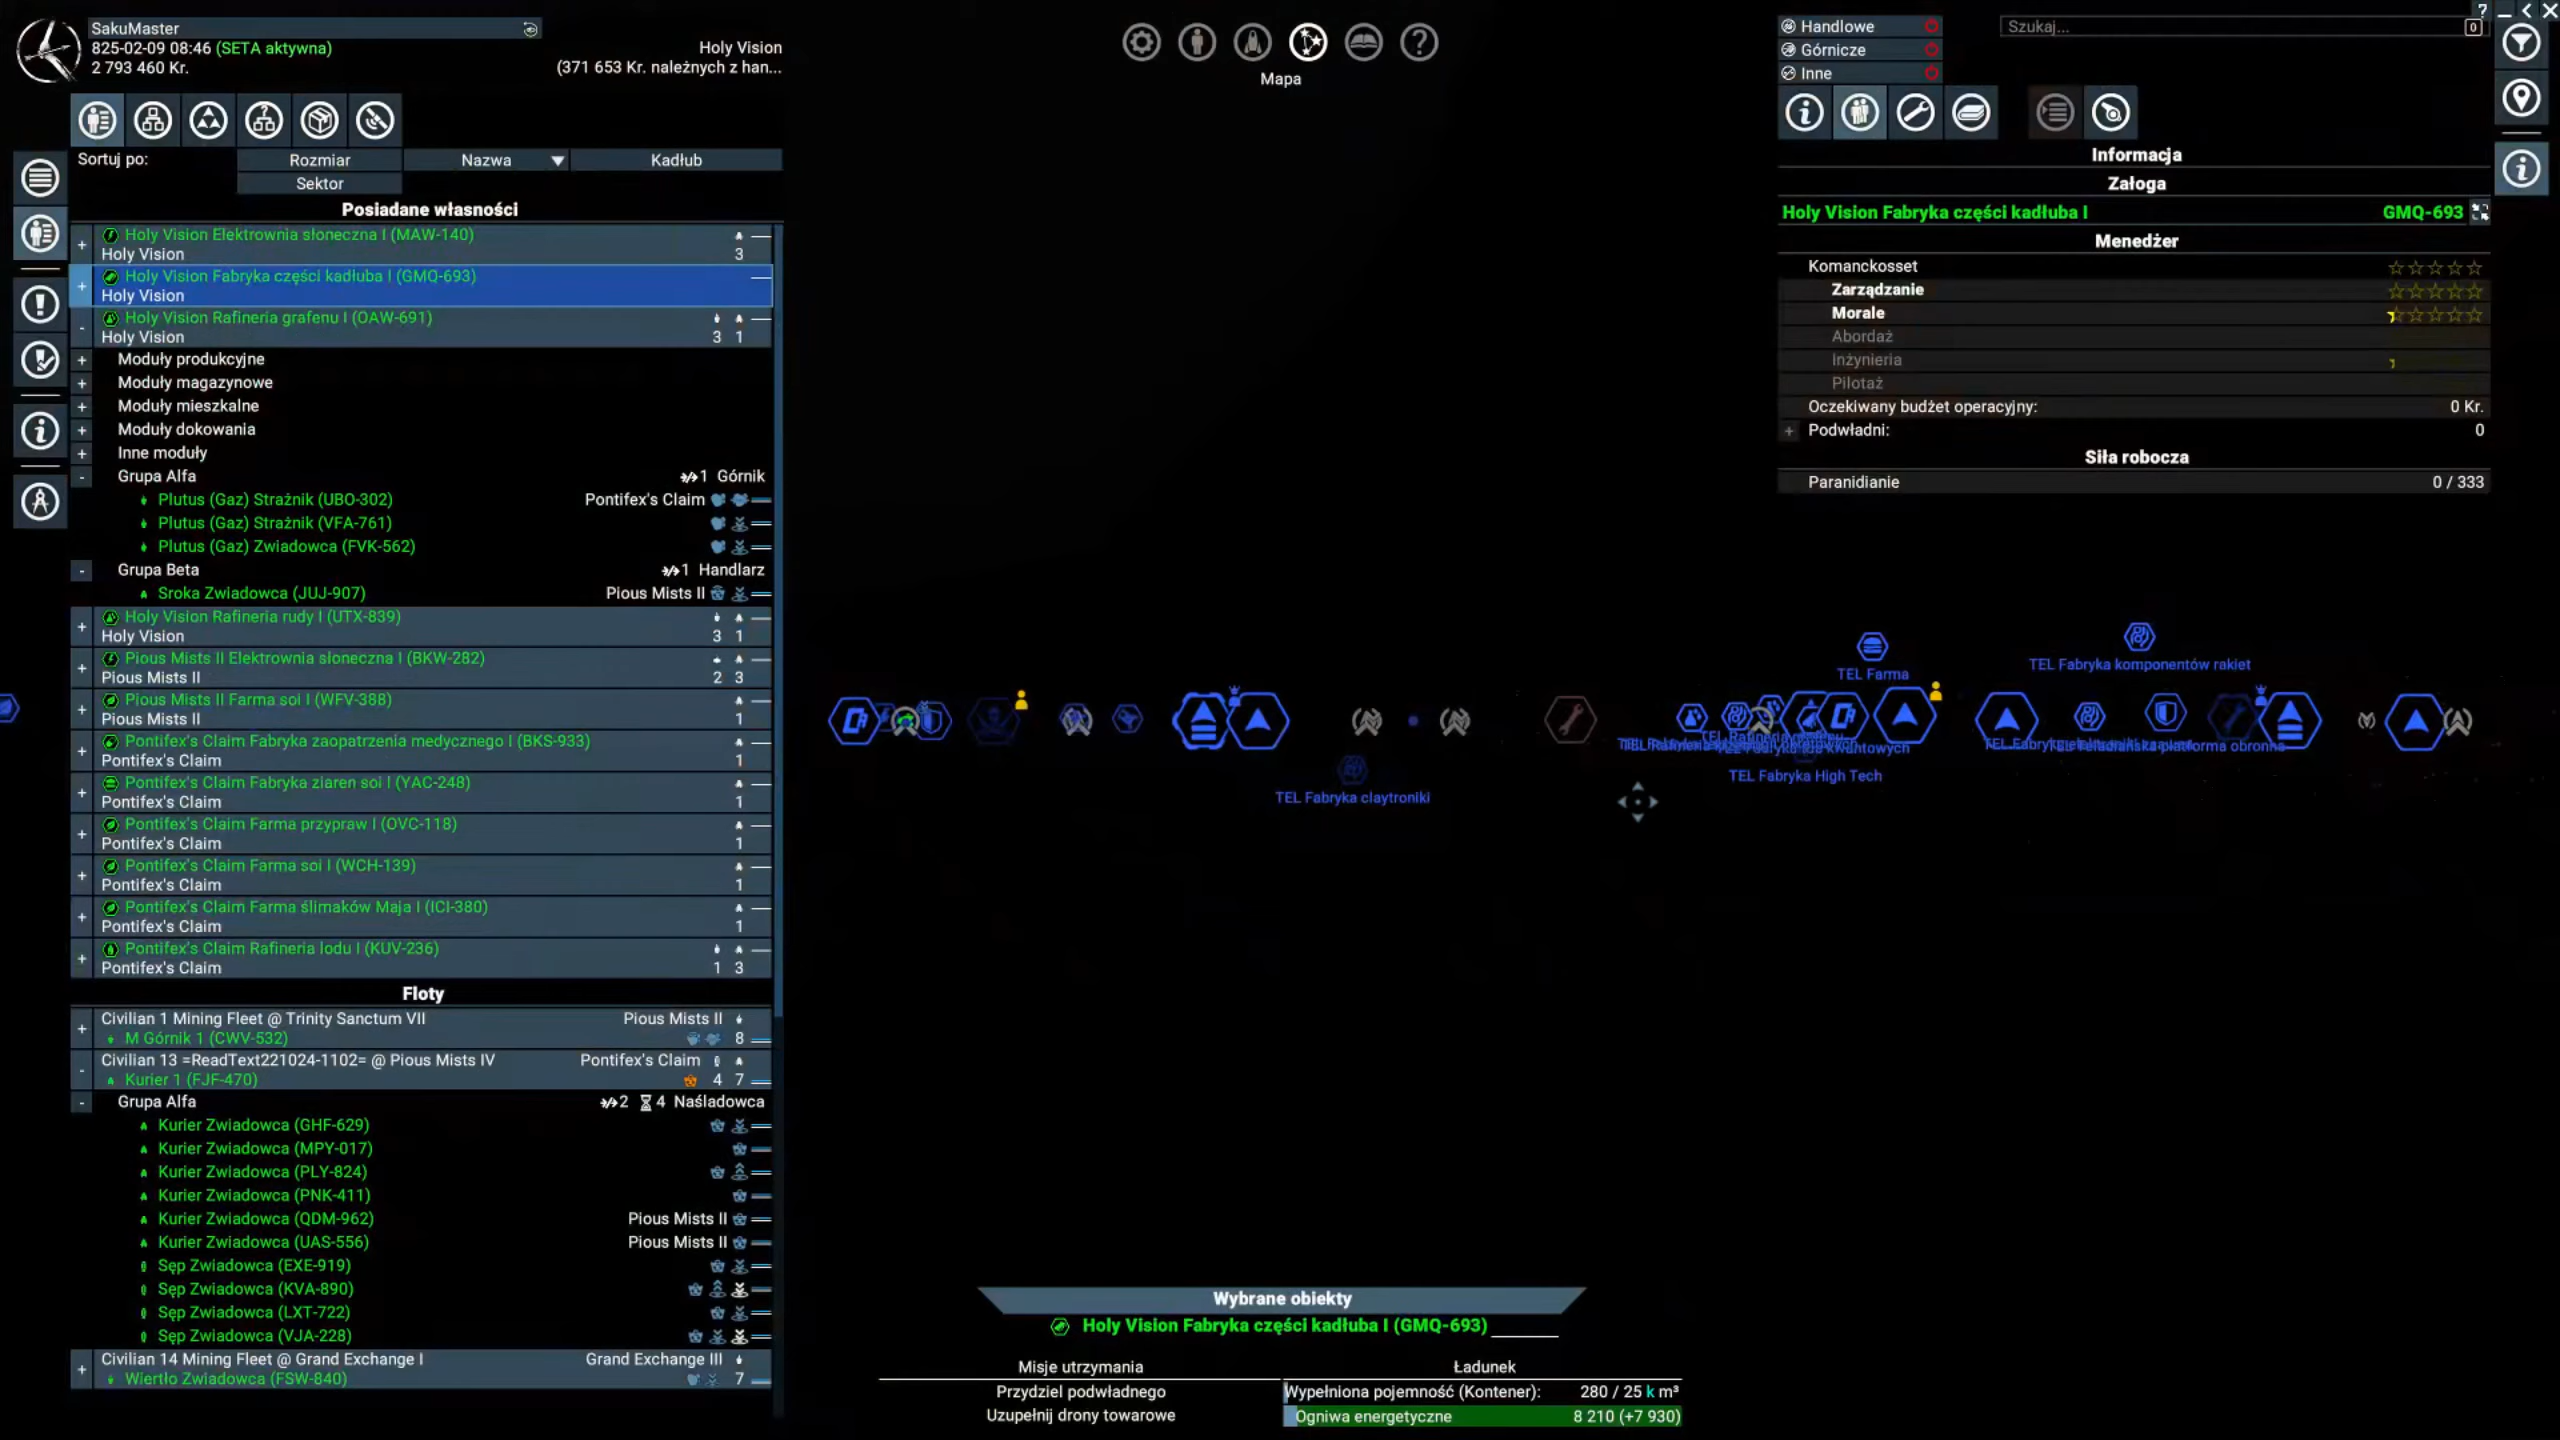 SakuMaster
825-02-09 08:46 (SETA aktywna)
2 793 460 Kr.
Holy Vision
(371 653 Kr. należnych z han...
Mapa
Sortuj po:
Rozmiar
Nazwa
Kadłub
Sektor
Posiadane własności
Holy Vision Elektrownia słoneczna I (MAW-140)
Holy Vision 3
Holy Vision Fabryka części kadłuba I (GMQ-693)
Holy Vision
Holy Vision Rafineria grafenu I (OAW-691)
Holy Vision 3 1
Moduły produkcyjne
Moduły magazynowe
Moduły mieszkalne
Moduły dokowania
Inne moduły
Grupa Alfa 1 Górnik
Plutus (Gaz) Strażnik (UBO-302) Pontifex's Claim
Plutus (Gaz) Strażnik (VFA-761)
Plutus (Gaz) Zwiadowca (FVK-562)
Grupa Beta 1 Handlarz
Sroka Zwiadowca (JUJ-907) Pious Mists II
Holy Vision Rafineria rudy I (UTX-839)
Holy Vision 3 1
Pious Mists II Elektrownia słoneczna I (BKW-282)
Pious Mists II 2 3
Pious Mists II Farma soi I (WFV-388)
Pious Mists II 1
Pontifex's Claim Fabryka zaopatrzenia medycznego I (BKS-933)
Pontifex's Claim 1
Pontifex's Claim Fabryka ziaren soi I (YAC-248)
Pontifex's Claim 1
Pontifex's Claim Farma przypraw I (OVC-118)
Pontifex's Claim 1
Pontifex's Claim Farma soi I (WCH-139)
Pontifex's Claim 1
Pontifex's Claim Farma ślimaków Maja I (ICI-380)
Pontifex's Claim 1
Pontifex's Claim Rafineria lodu I (KUV-236)
Pontifex's Claim 1 3
Floty
Civilian 1 Mining Fleet @ Trinity Sanctum VII Pious Mists II
M Górnik 1 (CWV-532) 8
Civilian 13 =ReadText221024-1102= @ Pious Mists IV Pontifex's Claim
Kurier 1 (FJF-470) 4 7
Grupa Alfa 2 4 Naśladowca
Kurier Zwiadowca (GHF-629)
Kurier Zwiadowca (MPY-017)
Kurier Zwiadowca (PLY-824)
Kurier Zwiadowca (PNK-411)
Kurier Zwiadowca (QDM-962) Pious Mists II
Kurier Zwiadowca (UAS-556) Pious Mists II
Sęp Zwiadowca (EXE-919)
Sęp Zwiadowca (KVA-890)
Sęp Zwiadowca (LXT-722)
Sęp Zwiadowca (VJA-228)
Civilian 14 Mining Fleet @ Grand Exchange I Grand Exchange III
Wiertło Zwiadowca (FSW-840) 7
TEL Farma
TEL Fabryka komponentów rakiet
TEL Fabryka High Tech
TEL Fabryka claytroniki
Wybrane obiekty
Holy Vision Fabryka części kadłuba I (GMQ-693)
Misje utrzymania
Przydziel podwładnego
Uzupełnij drony towarowe
Ładunek
Wypełniona pojemność (Kontener): 280 / 25 k m³
Ogniwa energetyczne 8 210 (+7 930)
Handlowe
Górnicze
Inne
Szukaj...
0
Informacja
Załoga
Holy Vision Fabryka części kadłuba I GMQ-693
Menedżer
Komanckosset
Zarządzanie
Morale
Abordaż
Inżynieria
Pilotaż
Oczekiwany budżet operacyjny: 0 Kr.
Podwładni: 0
Siła robocza
Paranidianie 0 / 333